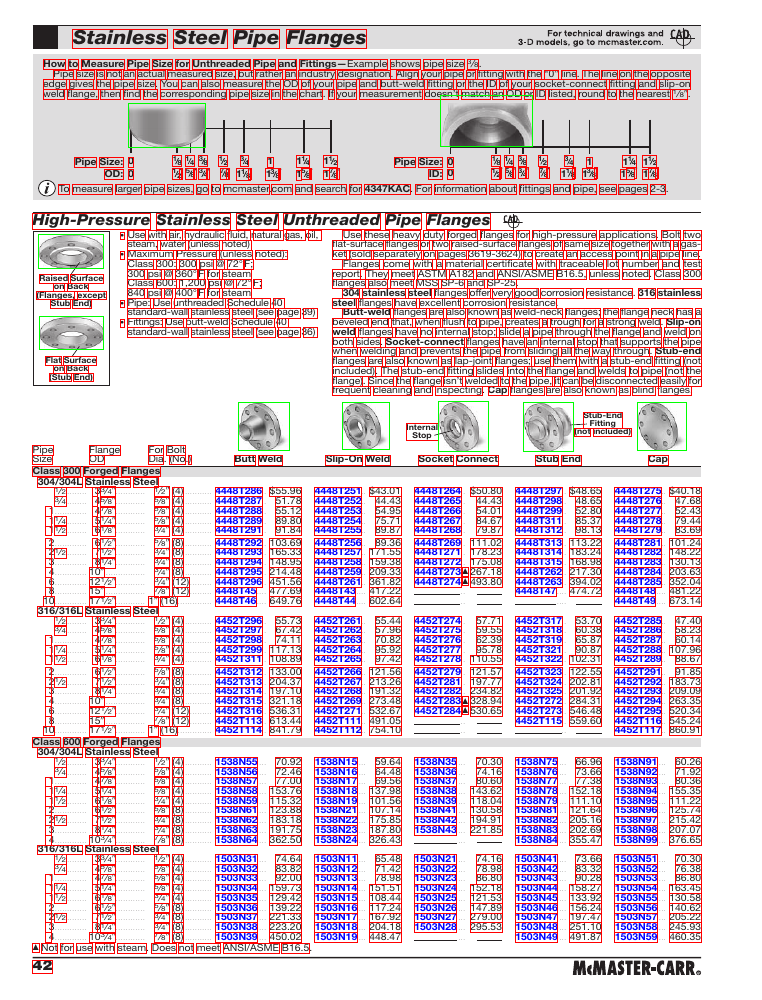 Stainless Steel Pipe Flanges
For technical drawings and
3-D models, go to mcmaster.com.
CAD
How to Measure Pipe Size for Unthreaded Pipe and Fittings—Example shows pipe size ⅜.
Pipe size is not an actual measured size, but rather an industry designation. Align your pipe or fitting with the "0" line. The line on the opposite
edge gives the pipe size. You can also measure the OD of your pipe and butt-weld fitting or the ID of your socket-connect fitting and slip-on
weld flange, then find the corresponding pipe size in the chart. If your measurement doesn't match an OD or ID listed, round to the nearest ⅛".
Pipe Size: 0 ⅛ ¼ ⅜ ½ ¾ 1 1¼ 1½
OD: 0
Pipe Size: 0 ⅛ ¼ ⅜ ½ ¾ 1 1¼ 1½
ID: 0
To measure larger pipe sizes, go to mcmaster.com and search for 4347KAC. For information about fittings and pipe, see pages 2-3.
High-Pressure Stainless Steel Unthreaded Pipe Flanges CAD
Raised Surface
on Back
(Flanges, except
Stub End)
Flat Surface
on Back
(Stub End)
• Use with air, hydraulic fluid, natural gas, oil,
steam, water (unless noted)
• Maximum Pressure (unless noted):
Class 300: 300 psi @ 72° F;
300 psi @ 360° F for steam
Class 600: 1,200 psi @ 72° F;
840 psi @ 400° F for steam
• Pipe: Use unthreaded Schedule 40
standard-wall stainless steel (see page 89)
• Fittings: Use butt-weld Schedule 40
standard-wall stainless steel (see page 86)
Use these heavy duty forged flanges for high-pressure applications. Bolt two
flat-surface flanges or two raised-surface flanges of same size together with a gas-
ket (sold separately on pages 3619-3624) to create an access point in a pipe line.
Flanges come with a material certificate with traceable lot number and test
report. They meet ASTM A182 and ANSI/ASME B16.5, unless noted. Class 300
flanges also meet MSS SP-6 and SP-25.
304 stainless steel flanges offer very good corrosion resistance. 316 stainless
steel flanges have excellent corrosion resistance.
Butt-weld flanges are also known as weld-neck flanges; the flange neck has a
beveled end that, when flush to pipe, creates a trough for a strong weld. Slip-on
weld flanges have no internal stop; slide a pipe through the flange and weld on
both sides. Socket-connect flanges have an internal stop that supports the pipe
when welding and prevents the pipe from sliding all the way through. Stub-end
flanges are also known as lap-joint flanges; use them with a stub-end fitting (not
included). The stub-end fitting slides into the flange and welds to pipe (not the
flange). Since the flange isn't welded to the pipe, it can be disconnected easily for
frequent cleaning and inspecting. Cap flanges are also known as blind flanges.
Internal
Stop
Stub-End
Fitting
(not included)
Pipe Size Flange OD For Bolt Dia. (No.) Butt Weld Slip-On Weld Socket Connect Stub End Cap
Class 300 Forged Flanges
304/304L Stainless Steel
½ 3¾" ½" (4) 4448T286 $55.96 4448T251 $43.01 4448T264 $50.80 4448T297 $48.65 4448T275 $40.18
¾ 4⅝" ⅝" (4) 4448T287 51.78 4448T252 44.43 4448T265 44.43 4448T298 48.65 4448T276 47.68
1 4⅞" ⅝" (4) 4448T288 55.12 4448T253 54.95 4448T266 54.01 4448T299 52.80 4448T277 52.43
1¼ 5¼" ⅝" (4) 4448T289 89.80 4448T254 75.71 4448T267 84.67 4448T311 85.37 4448T278 79.44
1½ 6⅛" ¾" (4) 4448T291 91.84 4448T255 89.87 4448T268 79.87 4448T312 98.13 4448T279 83.69
2 6½" ⅝" (8) 4448T292 103.69 4448T256 89.36 4448T269 111.02 4448T313 113.22 4448T281 101.24
2½ 7½" ¾" (8) 4448T293 165.33 4448T257 171.55 4448T271 178.23 4448T314 183.24 4448T282 148.22
3 8¼" ¾" (8) 4448T294 148.95 4448T258 159.38 4448T272 175.08 4448T315 168.95 4448T283 130.13
4 10" ¾" (8) 4448T295 214.48 4448T259 209.33 4448T273▲ 267.18 4448T262 217.30 4448T284 203.63
6 12½" ¾" (12) 4448T296 451.56 4448T261 361.82 4448T274▲ 493.80 4448T263 394.02 4448T285 352.04
8 15" ⅞" (12) 4448T45 477.69 4448T43 417.22 4448T47 474.72 4448T48 481.22
10 17½" 1" (16) 4448T46 649.76 4448T44 602.64 4448T49 673.14
316/316L Stainless Steel
½ 3¾" ½" (4) 4452T296 55.73 4452T261 55.44 4452T274 57.71 4452T317 53.70 4452T285 47.40
¾ 4⅝" ⅝" (4) 4452T297 67.42 4452T262 57.96 4452T275 59.55 4452T318 60.38 4452T286 58.23
1 4⅞" ⅝" (4) 4452T298 74.11 4452T263 70.82 4452T276 62.39 4452T319 65.87 4452T287 60.14
1¼ 5¼" ⅝" (4) 4452T299 117.13 4452T264 95.92 4452T277 95.78 4452T321 90.87 4452T288 107.96
1½ 6⅛" ¾" (4) 4452T311 108.89 4452T265 97.42 4452T278 110.55 4452T322 102.31 4452T289 88.67
2 6½" ⅝" (8) 4452T312 133.00 4452T266 121.56 4452T279 121.57 4452T323 122.55 4452T291 91.85
2½ 7½" ¾" (8) 4452T313 204.37 4452T267 213.26 4452T281 197.77 4452T324 202.81 4452T292 183.73
3 8¼" ¾" (8) 4452T314 197.10 4452T268 191.32 4452T282 234.82 4452T325 201.92 4452T293 209.09
4 10" ¾" (8) 4452T315 321.18 4452T269 273.48 4452T283▲ 328.94 4452T272 284.31 4452T294 263.35
6 12½" ¾" (12) 4452T316 536.31 4452T271 532.67 4452T284▲ 530.65 4452T273 546.48 4452T295 520.34
8 15" ⅞" (12) 4452T113 613.44 4452T111 491.05 4452T115 559.60 4452T116 545.24
10 17½" 1" (16) 4452T114 841.79 4452T112 754.10 4452T117 860.91
Class 600 Forged Flanges
304/304L Stainless Steel
½ 3¾" ½" (4) 1538N55 70.92 1538N15 59.64 1538N35 70.30 1538N75 66.96 1538N91 60.26
¾ 4⅝" ⅝" (4) 1538N56 72.46 1538N16 64.48 1538N36 74.16 1538N76 73.66 1538N92 71.92
1 4⅞" ⅝" (4) 1538N57 77.00 1538N17 69.56 1538N37 80.60 1538N77 77.38 1538N93 80.36
1¼ 5¼" ⅝" (4) 1538N58 153.76 1538N18 137.98 1538N38 143.62 1538N78 152.18 1538N94 155.35
1½ 6⅛" ¾" (4) 1538N59 115.32 1538N19 101.56 1538N39 118.04 1538N79 111.10 1538N95 111.22
2 6½" ⅝" (8) 1538N61 123.88 1538N21 107.14 1538N41 130.58 1538N81 121.64 1538N96 125.74
2½ 7½" ¾" (8) 1538N62 183.18 1538N22 175.85 1538N42 194.91 1538N82 205.16 1538N97 215.42
3 8¼" ¾" (8) 1538N63 191.75 1538N23 187.80 1538N43 221.85 1538N83 202.69 1538N98 207.07
4 10¾" ⅞" (8) 1538N64 362.50 1538N24 326.43 1538N84 355.47 1538N99 376.65
316/316L Stainless Steel
½ 3¾" ½" (4) 1503N31 74.64 1503N11 65.48 1503N21 74.16 1503N41 73.66 1503N51 70.30
¾ 4⅝" ⅝" (4) 1503N32 83.82 1503N12 71.42 1503N22 78.98 1503N42 83.32 1503N52 76.38
1 4⅞" ⅝" (4) 1503N33 92.00 1503N13 78.98 1503N23 86.80 1503N43 90.28 1503N53 86.80
1¼ 5¼" ⅝" (4) 1503N34 159.73 1503N14 151.51 1503N24 152.18 1503N44 158.27 1503N54 163.45
1½ 6⅛" ¾" (4) 1503N35 129.42 1503N15 108.44 1503N25 121.53 1503N45 133.92 1503N55 130.58
2 6½" ⅝" (8) 1503N36 139.22 1503N16 127.24 1503N26 147.89 1503N46 156.24 1503N56 140.62
2½ 7½" ¾" (8) 1503N37 221.33 1503N17 167.92 1503N27 279.00 1503N47 197.47 1503N57 205.22
3 8¼" ¾" (8) 1503N38 223.20 1503N18 204.18 1503N28 295.53 1503N48 251.10 1503N58 245.93
4 10¾" ⅞" (8) 1503N39 450.02 1503N19 448.47 1503N49 491.87 1503N59 460.35
▲ Not for use with steam. Does not meet ANSI/ASME B16.5.
42
McMASTER-CARR®